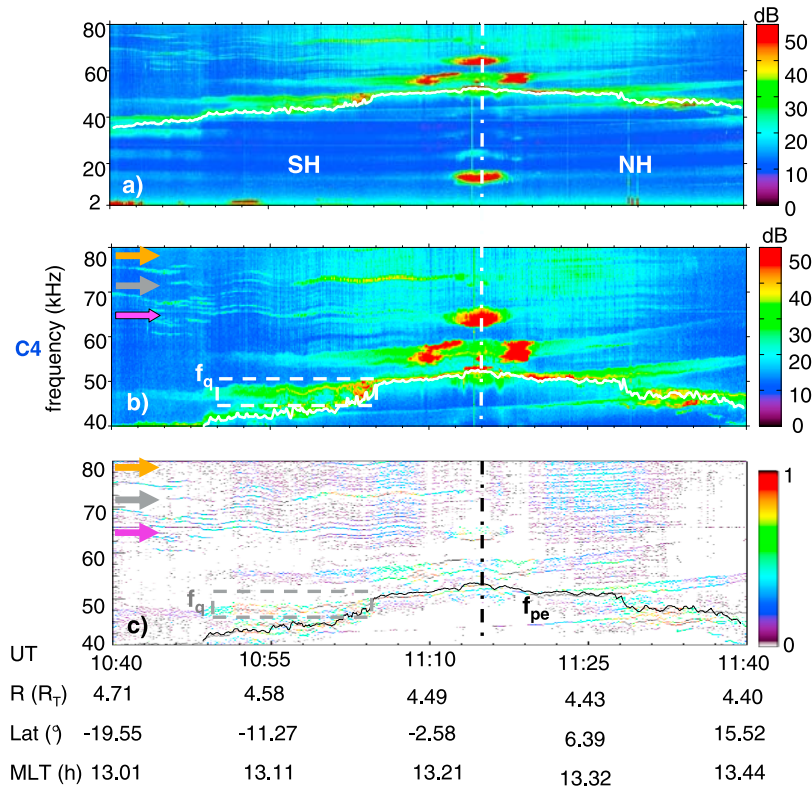 dB
80
60
40
20
2
SH
NH
a)
50
40
30
20
10
0
dB
80
70
60
50
40
f_q
b)
50
40
30
20
10
0
C4
frequency (kHz)
80
70
60
50
40
f_q
c)
f_pe
1
0
UT
10:40 10:55 11:10 11:25 11:40
R (R_T) 4.71 4.58 4.49 4.43 4.40
Lat (°) -19.55 -11.27 -2.58 6.39 15.52
MLT (h) 13.01 13.11 13.21 13.32 13.44